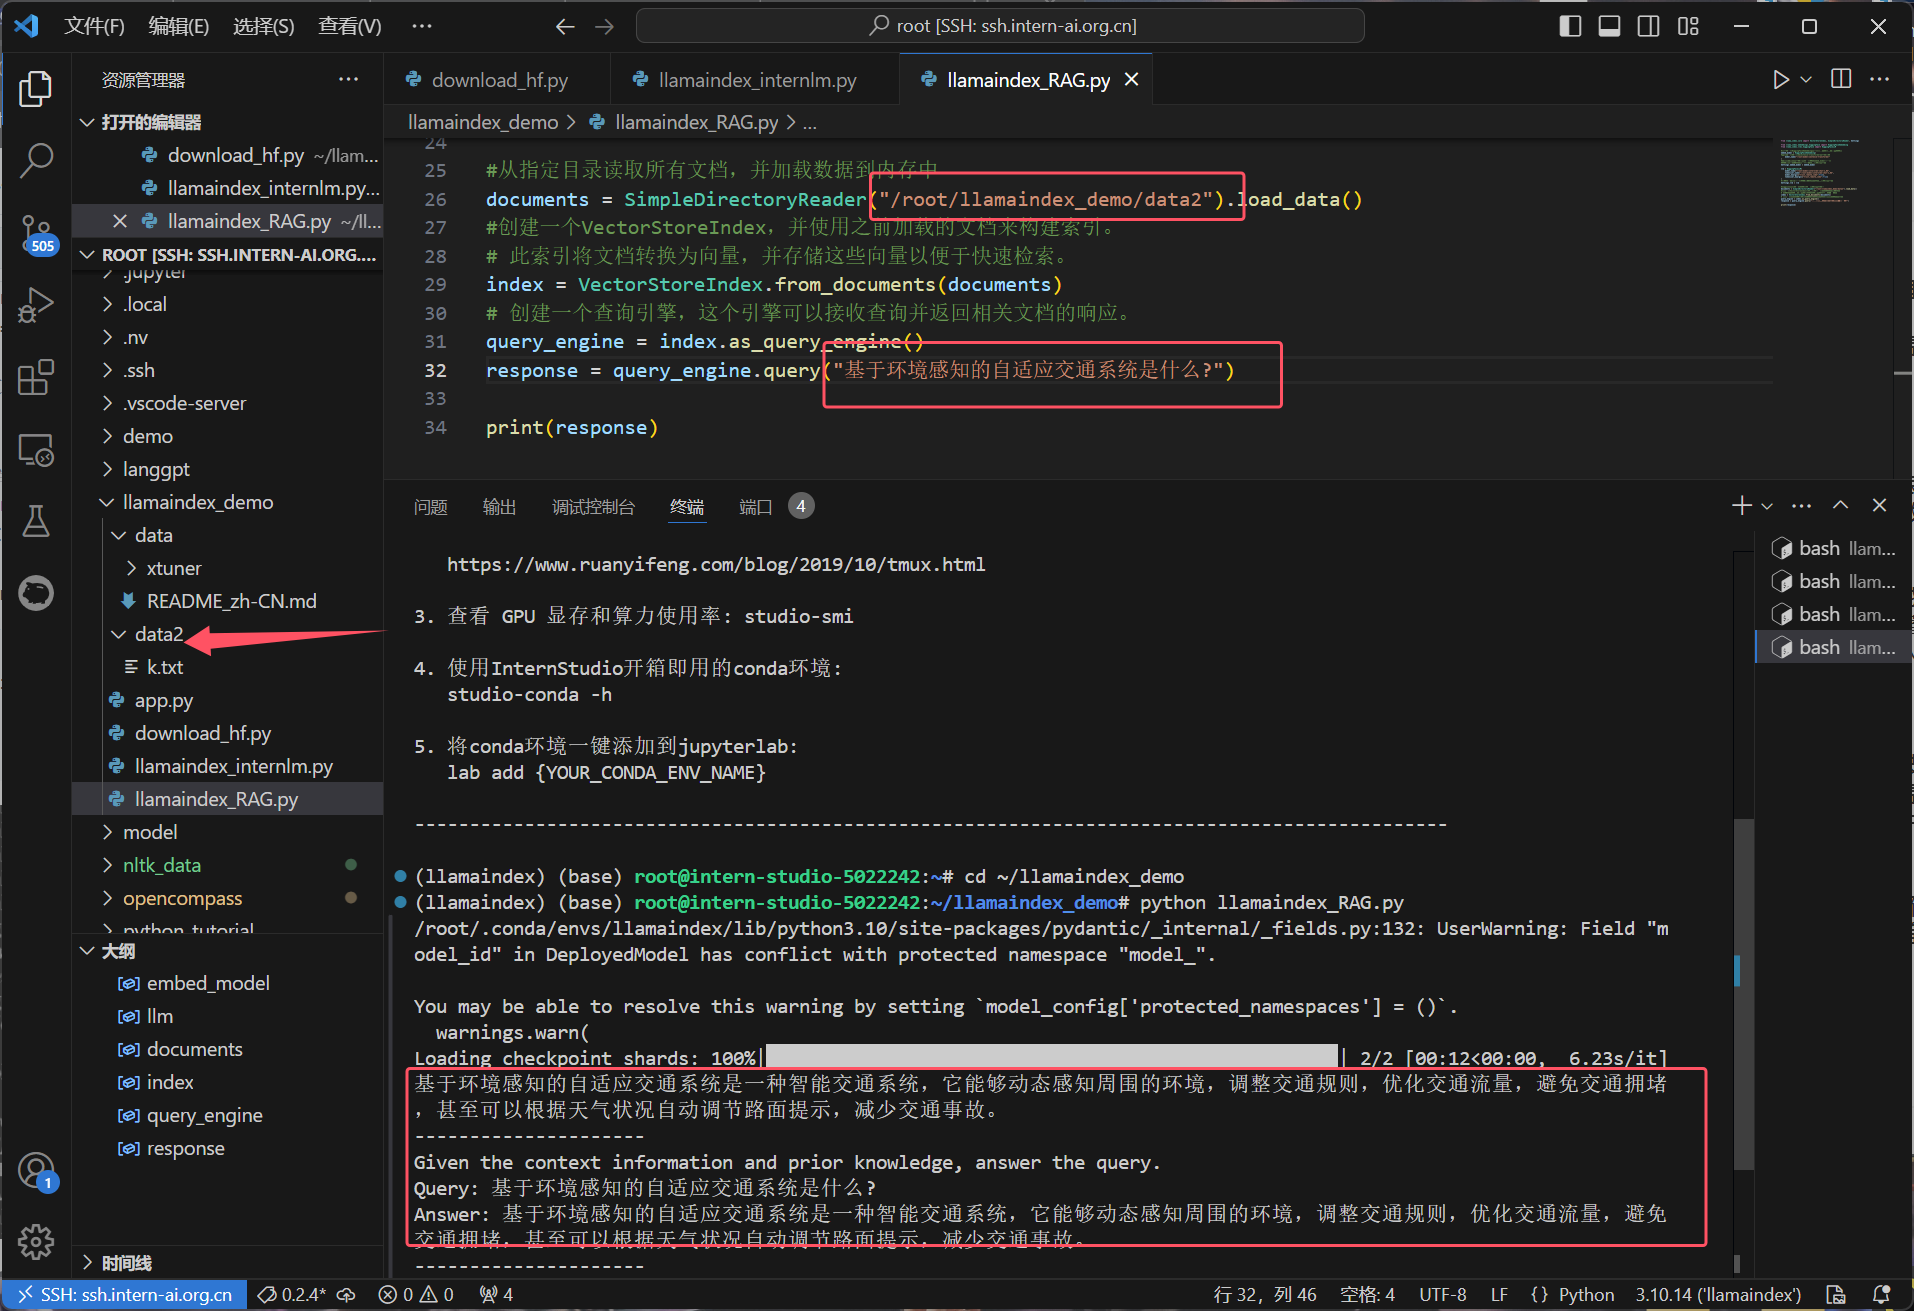 文件(F) 编辑(E) 选择(S) 查看(V) ··· root [SSH: ssh.intern-ai.org.cn]
资源管理器 ···
打开的编辑器
download_hf.py ~/llam...
llamaindex_internlm.py...
llamaindex_RAG.py ~/ll...
505
ROOT [SSH: SSH.INTERN-AI.ORG....
.jupyter
.local
.nv
.ssh
.vscode-server
demo
langgpt
llamaindex_demo
data
xtuner
README_zh-CN.md
data2
k.txt
app.py
download_hf.py
llamaindex_internlm.py
llamaindex_RAG.py
model
nltk_data
opencompass
python_tutorial
大纲
embed_model
llm
documents
index
query_engine
response
1
时间线
download_hf.py llamaindex_internlm.py llamaindex_RAG.py
llamaindex_demo > llamaindex_RAG.py > ...
24
25 #从指定目录读取所有文档，并加载数据到内存中
26 documents = SimpleDirectoryReader("/root/llamaindex_demo/data2").load_data()
27 #创建一个VectorStoreIndex，并使用之前加载的文档来构建索引。
28 # 此索引将文档转换为向量，并存储这些向量以便于快速检索。
29 index = VectorStoreIndex.from_documents(documents)
30 # 创建一个查询引擎，这个引擎可以接收查询并返回相关文档的响应。
31 query_engine = index.as_query_engine()
32 response = query_engine.query("基于环境感知的自适应交通系统是什么?")
33
34 print(response)
问题 输出 调试控制台 终端 端口 4
bash llam...
bash llam...
bash llam...
bash llam...
https://www.ruanyifeng.com/blog/2019/10/tmux.html
3. 查看 GPU 显存和算力使用率: studio-smi
4. 使用InternStudio开箱即用的conda环境:
studio-conda -h
5. 将conda环境一键添加到jupyterlab:
lab add {YOUR_CONDA_ENV_NAME}
----------------------------------------------------------------------------------------------
(llamaindex) (base) root@intern-studio-5022242:~# cd ~/llamaindex_demo
(llamaindex) (base) root@intern-studio-5022242:~/llamaindex_demo# python llamaindex_RAG.py
/root/.conda/envs/llamaindex/lib/python3.10/site-packages/pydantic/_internal/_fields.py:132: UserWarning: Field "m
odel_id" in DeployedModel has conflict with protected namespace "model_".
You may be able to resolve this warning by setting `model_config['protected_namespaces'] = ()`.
warnings.warn(
Loading checkpoint shards: 100%| | 2/2 [00:12<00:00, 6.23s/it]
基于环境感知的自适应交通系统是一种智能交通系统，它能够动态感知周围的环境，调整交通规则，优化交通流量，避免交通拥堵
，甚至可以根据天气状况自动调节路面提示，减少交通事故。
---------------------
Given the context information and prior knowledge, answer the query.
Query: 基于环境感知的自适应交通系统是什么?
Answer: 基于环境感知的自适应交通系统是一种智能交通系统，它能够动态感知周围的环境，调整交通规则，优化交通流量，避免
交通拥堵，甚至可以根据天气状况自动调节路面提示，减少交通事故。
---------------------
SSH: ssh.intern-ai.org.cn 0.2.4* 0 0 4 行 32，列 46 空格: 4 UTF-8 LF {} Python 3.10.14 ('llamaindex')